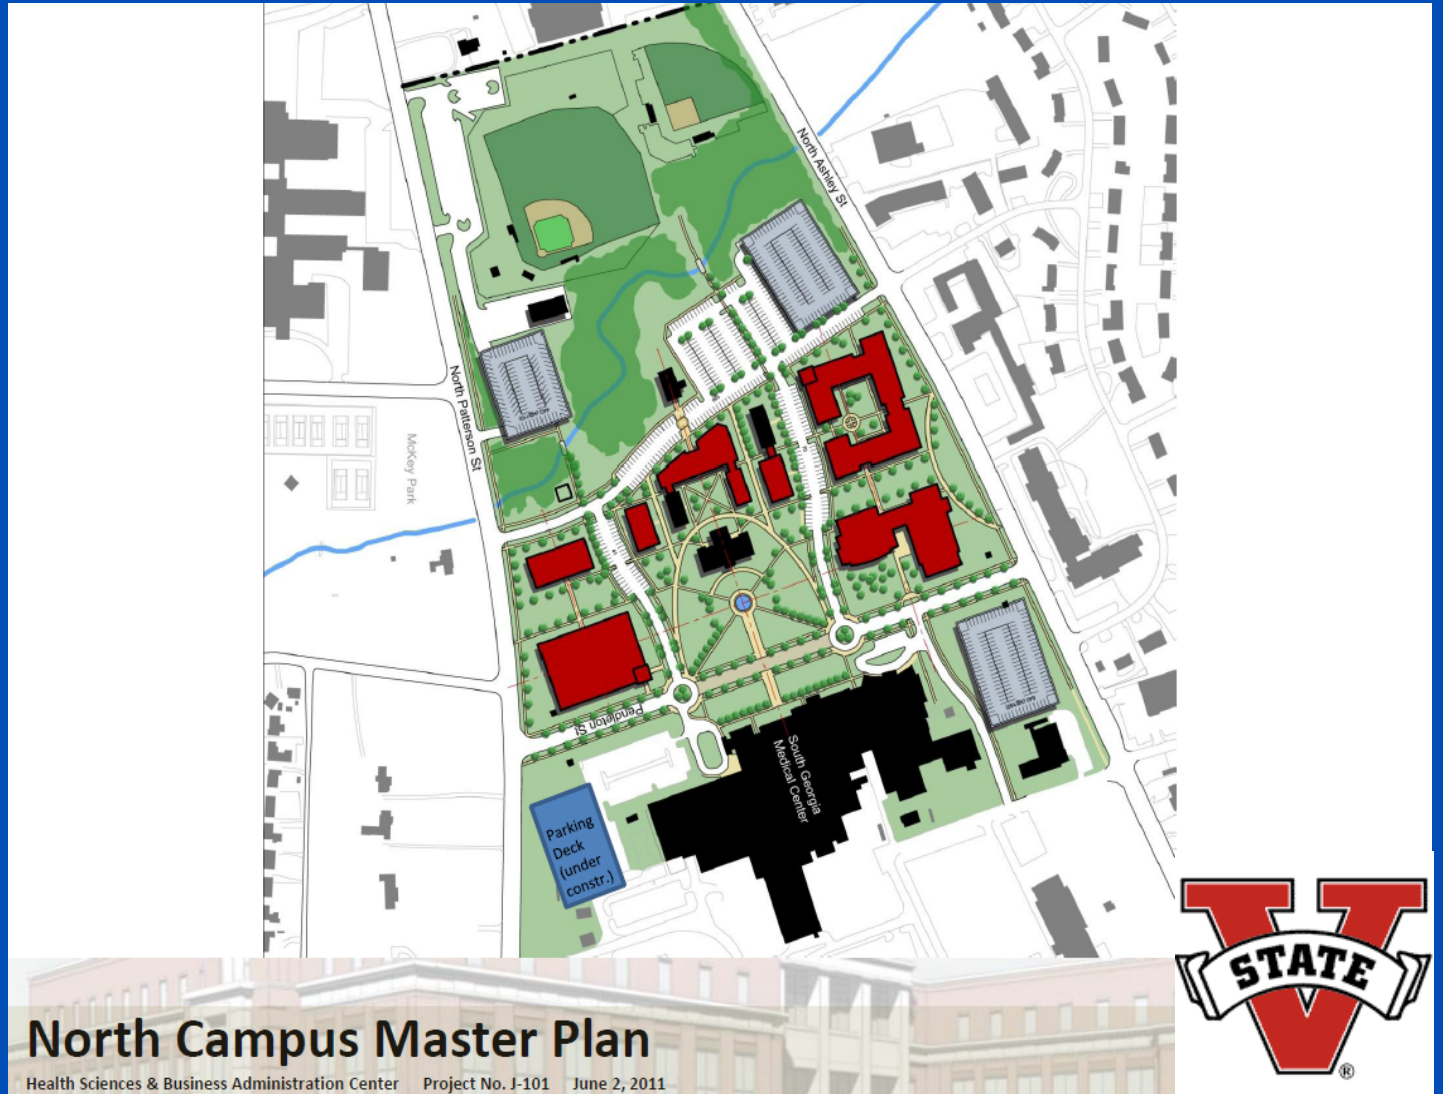 North Ashley St
North Patterson St
McKey Park
Pendleton St
South Georgia
Medical Center
Parking
Deck
(under
constr.)
V
STATE
®
North Campus Master Plan
Health Sciences & Business Administration Center Project No. J-101 June 2, 2011